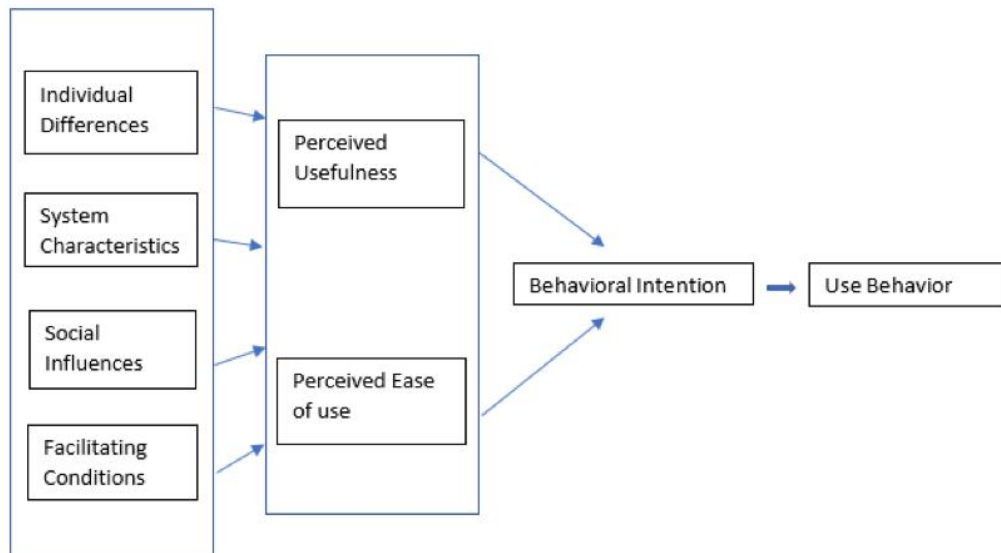 Individual
Differences
System
Characteristics
Social
Influences
Facilitating
Conditions
Perceived
Usefulness
Perceived Ease
of use
Behavioral Intention
Use Behavior